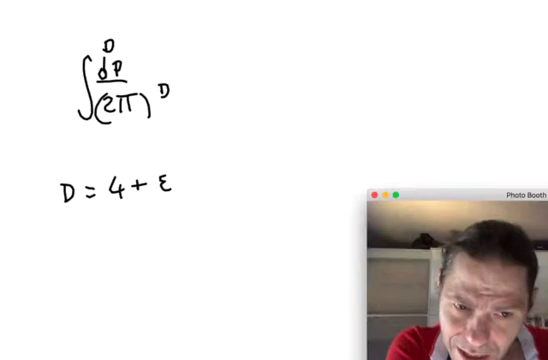 ∫ d^D p / (2π)^D
D = 4 + ε
Photo Booth